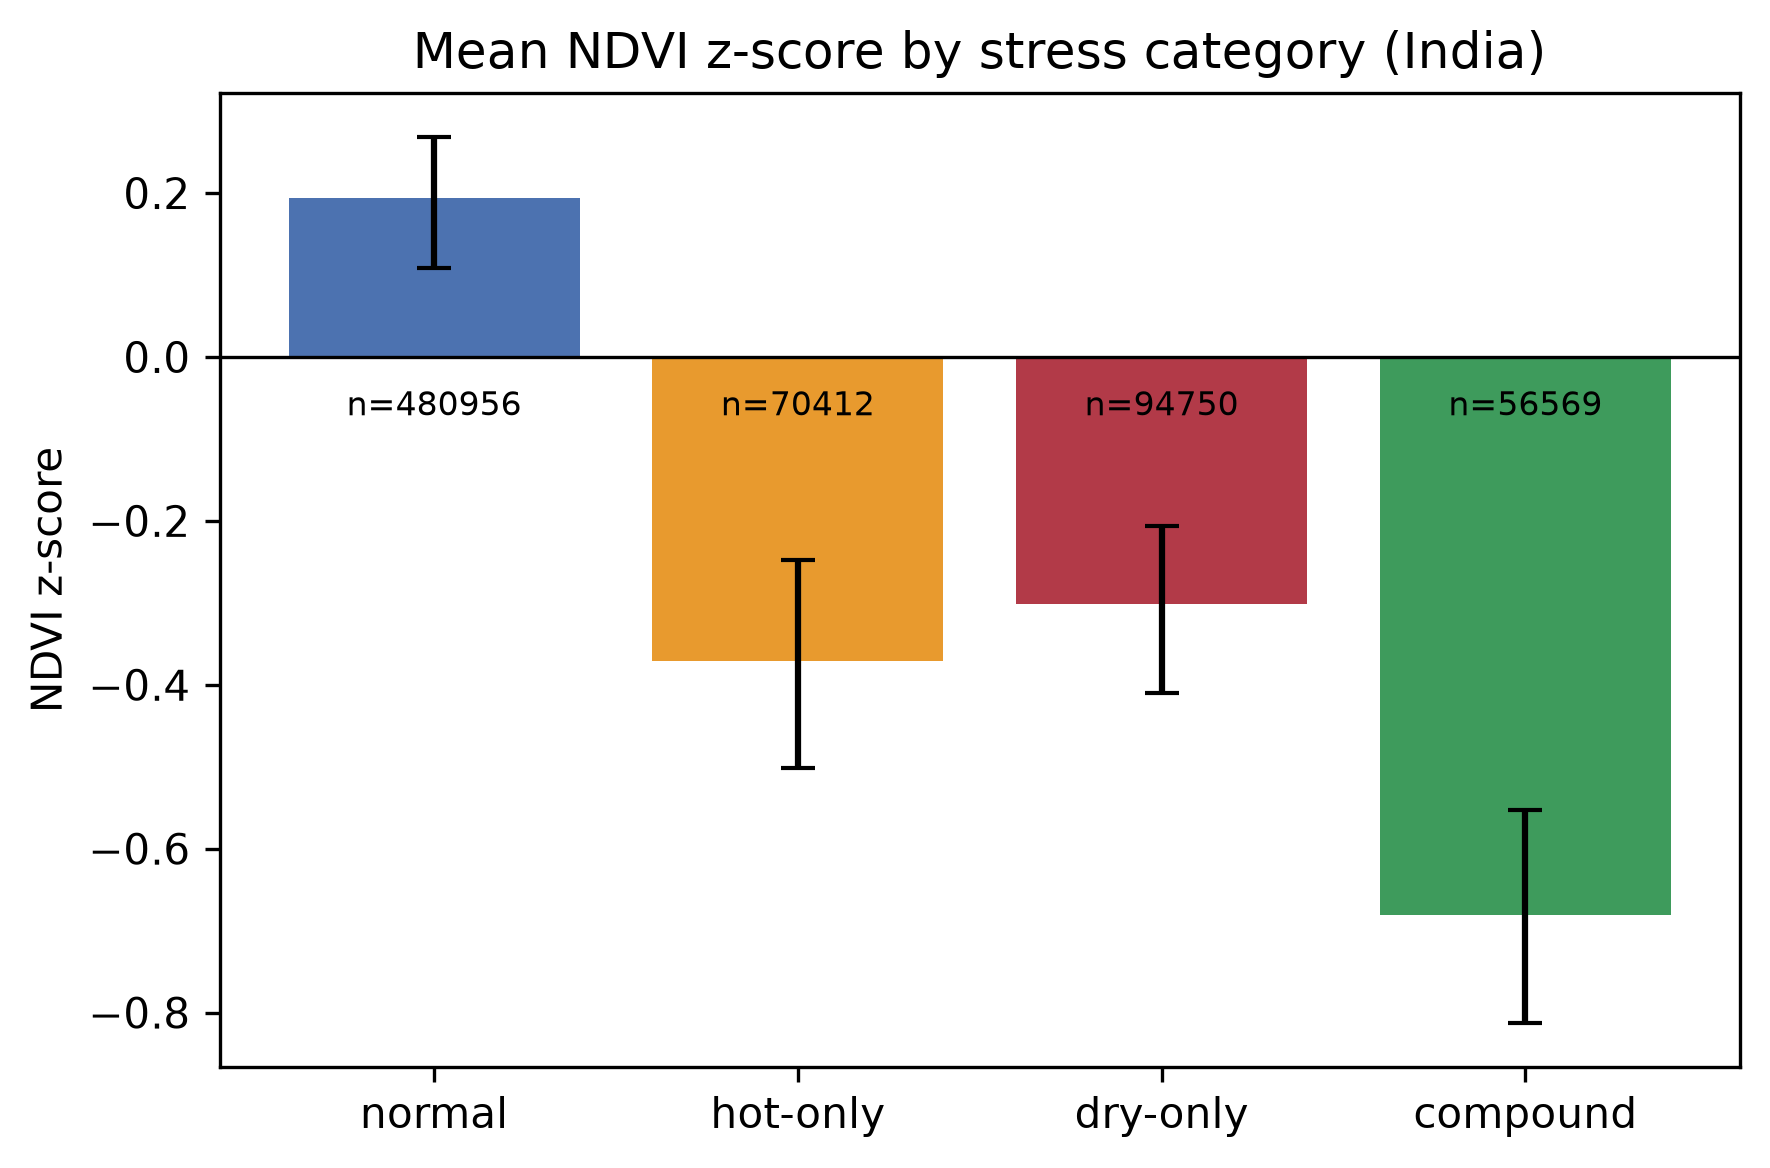 Mean NDVI z-score by stress category (India)
NDVI z-score
0.2
0.0
−0.2
−0.4
−0.6
−0.8
n=480956
n=70412
n=94750
n=56569
normal
hot-only
dry-only
compound